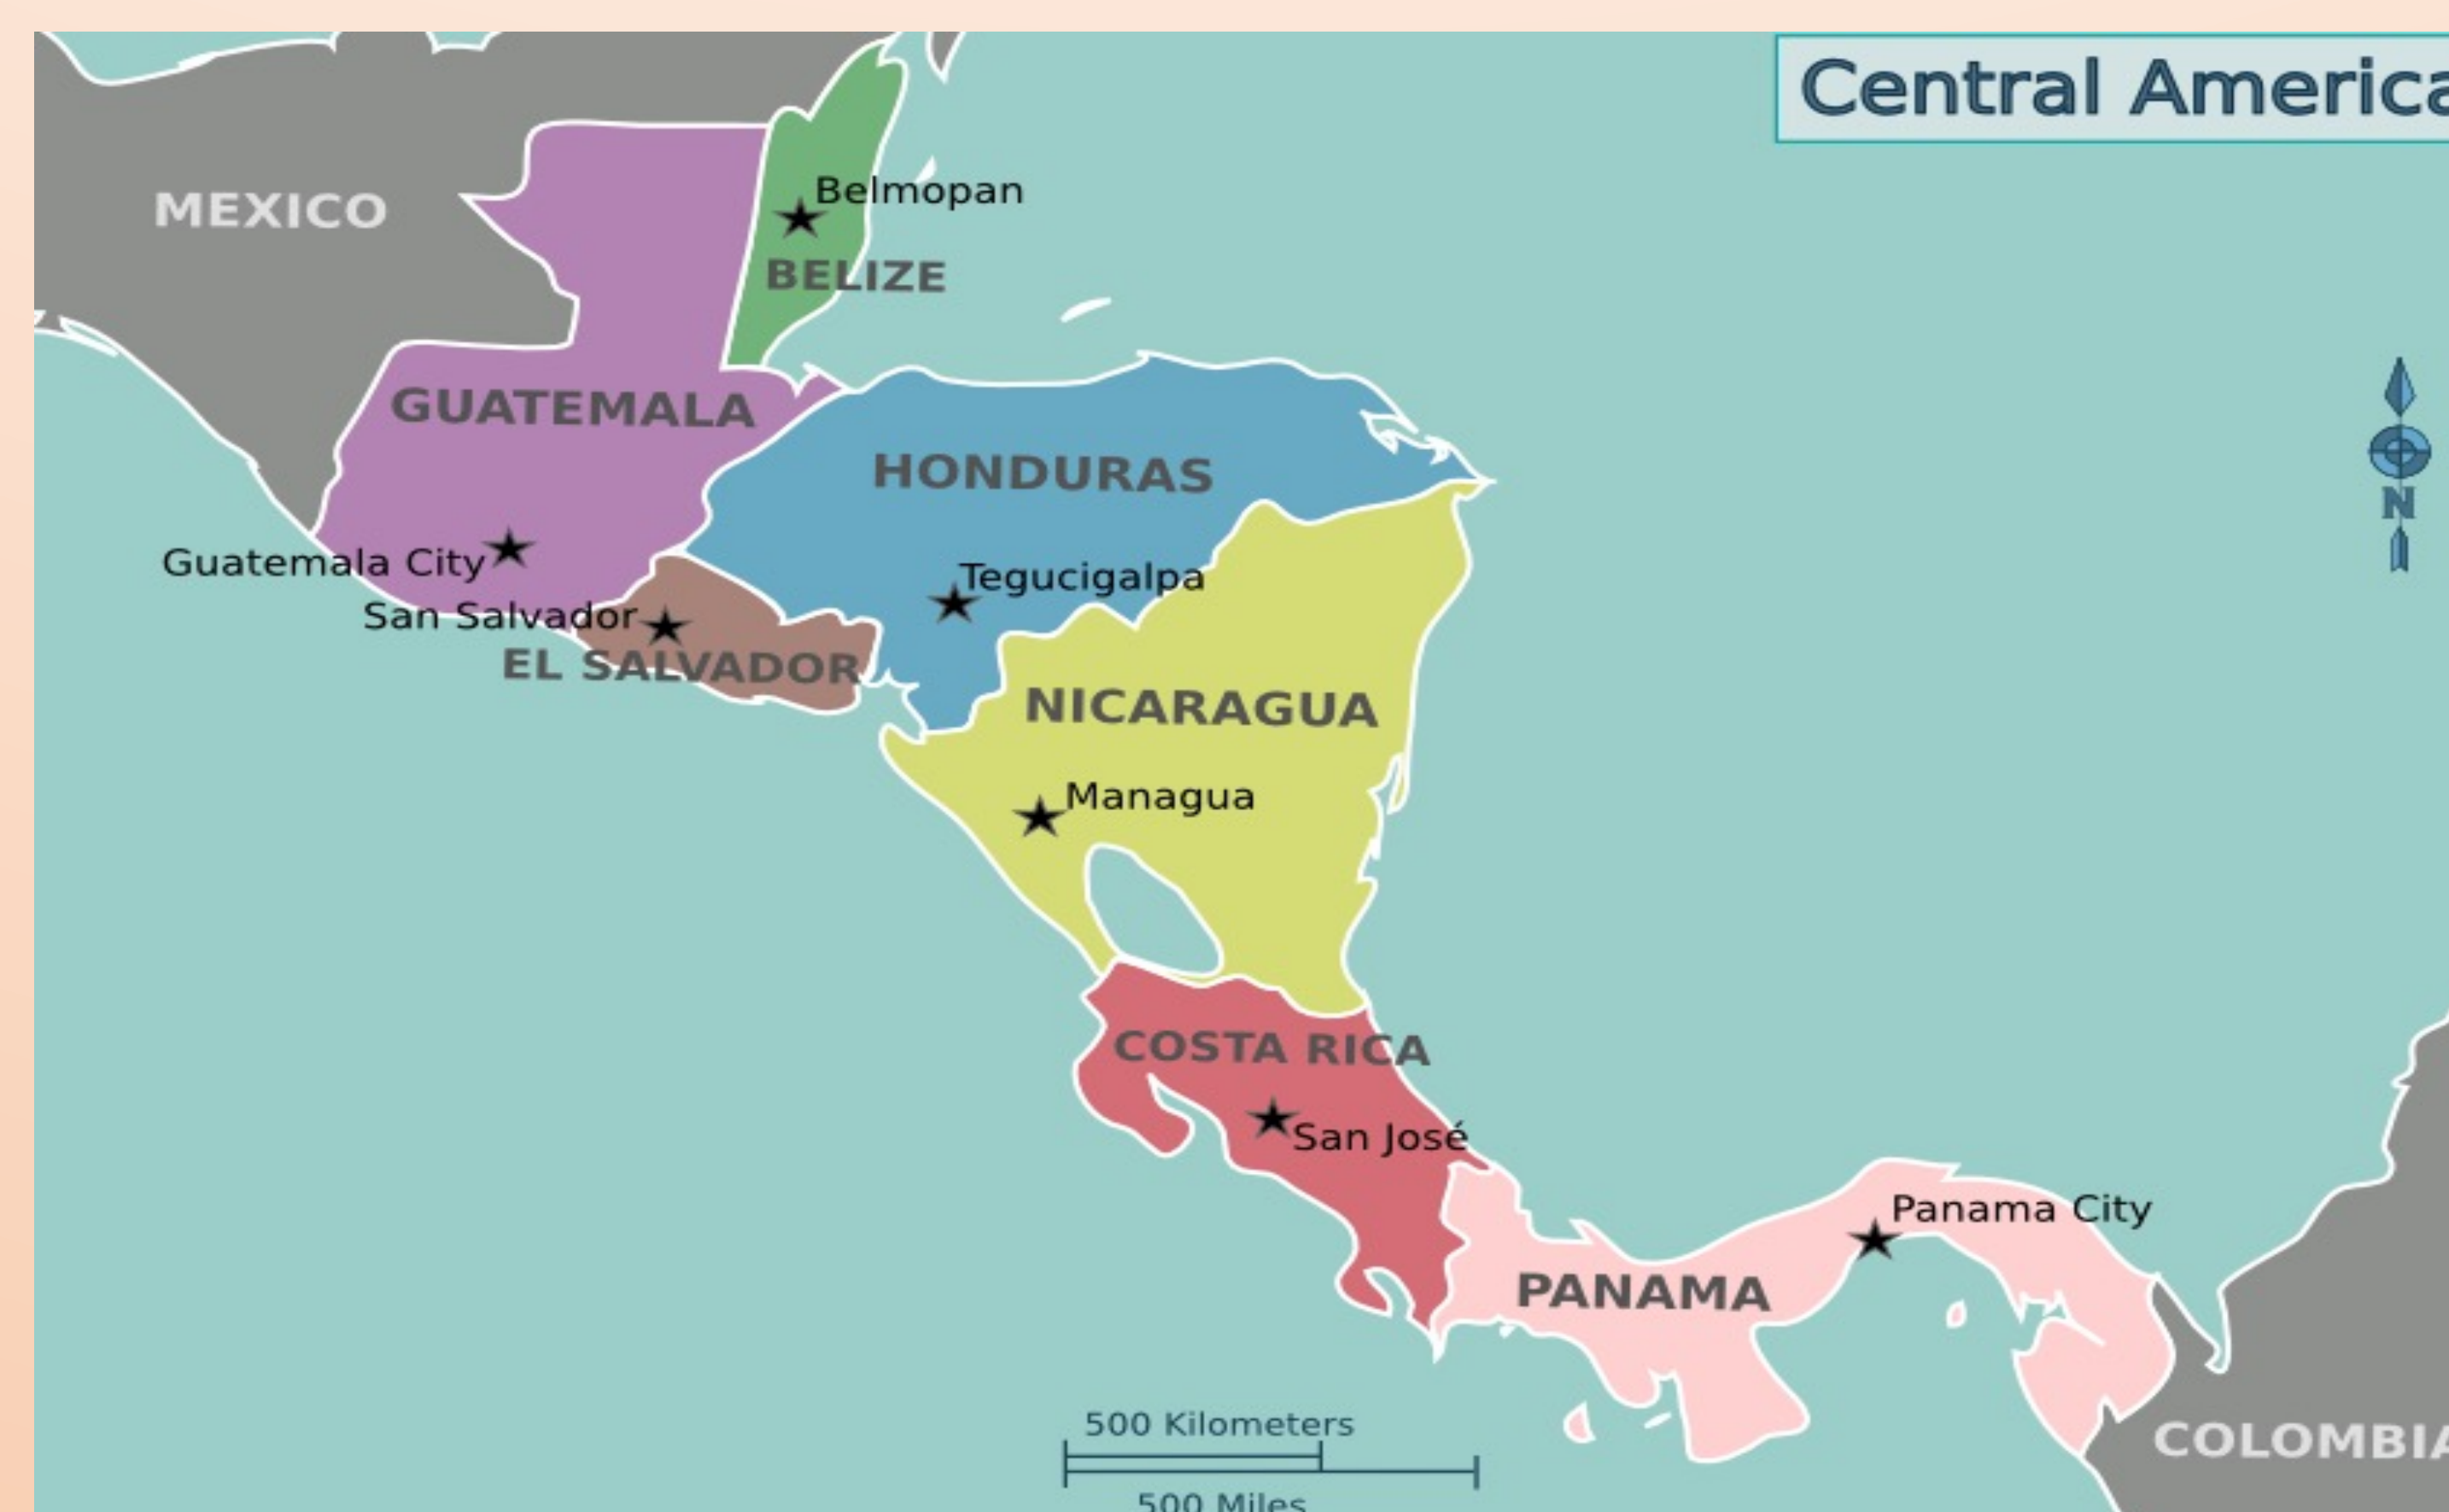 Central America
MEXICO
Belmopan
BELIZE
GUATEMALA
HONDURAS
N
Guatemala City
Tegucigalpa
San Salvador
EL SALVADOR
NICARAGUA
Managua
COSTA RICA
San José
Panama City
PANAMA
500 Kilometers
COLOMBIA
500 Miles